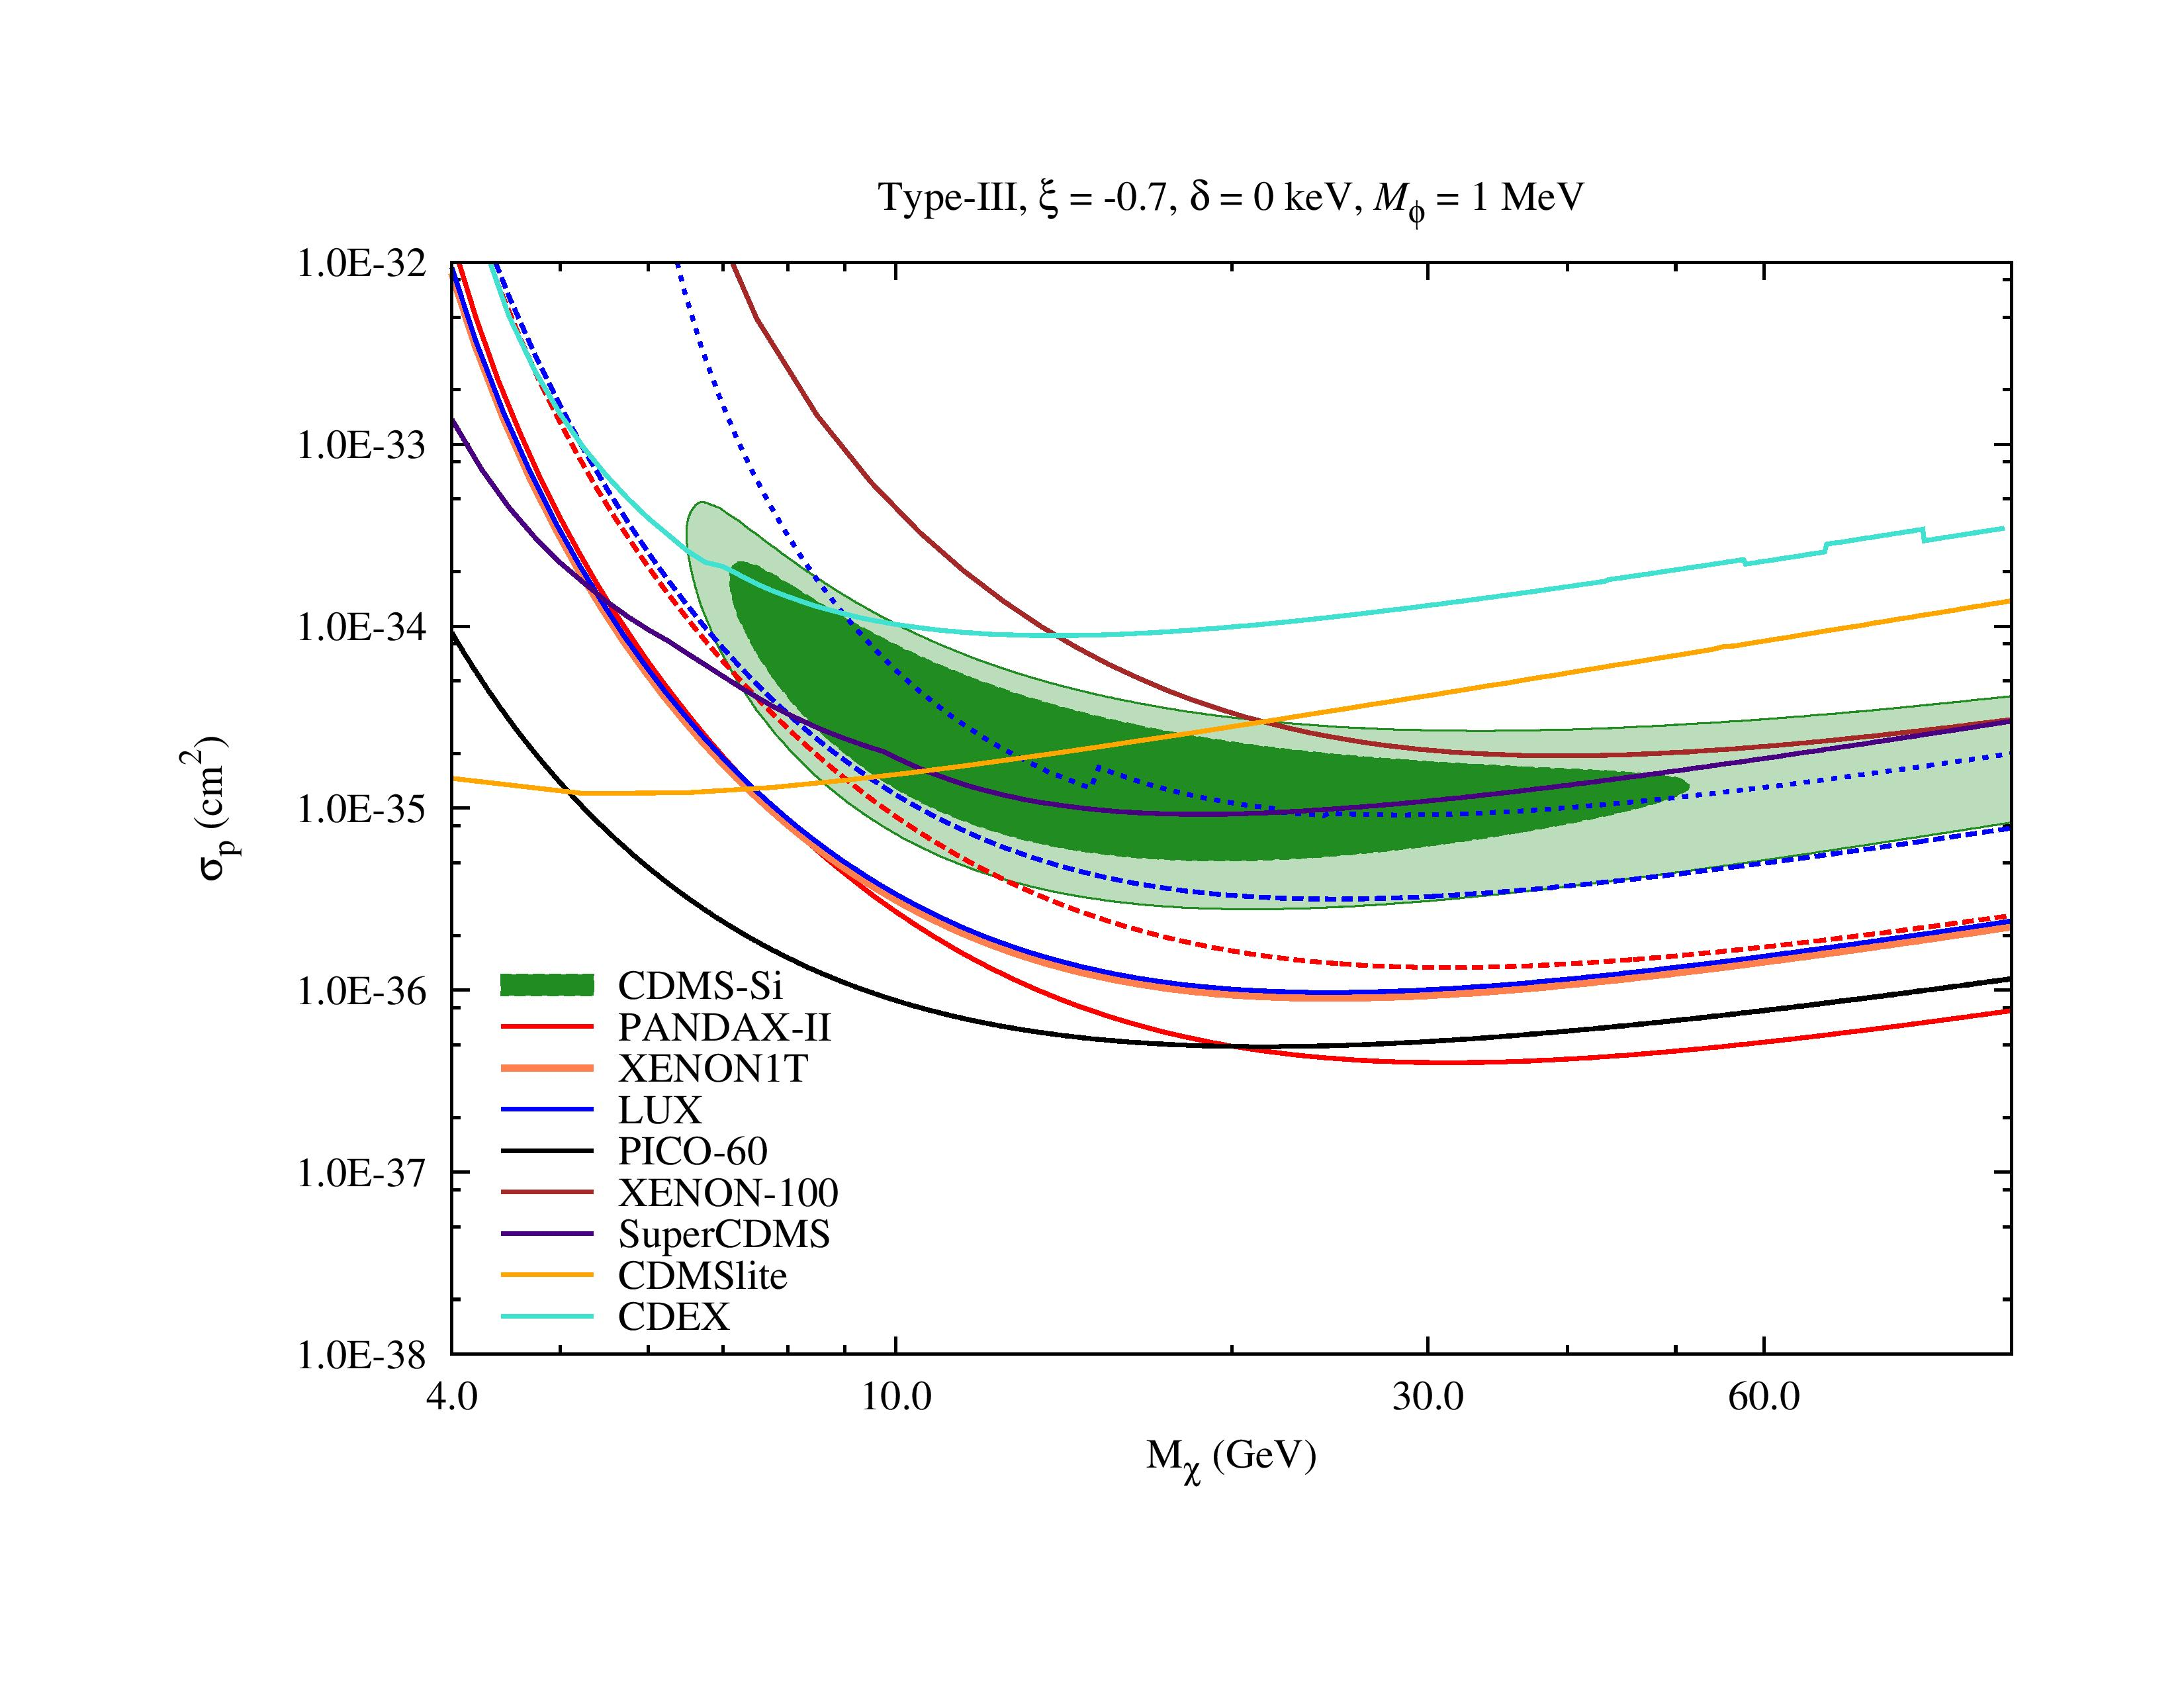 Type-III, ξ = -0.7, δ = 0 keV, Mϕ = 1 MeV
1.0E-32
1.0E-33
1.0E-34
1.0E-35
1.0E-36
1.0E-37
1.0E-38
σp (cm2)
CDMS-Si
PANDAX-II
XENON1T
LUX
PICO-60
XENON-100
SuperCDMS
CDMSlite
CDEX
4.0 10.0 30.0 60.0
Mχ (GeV)